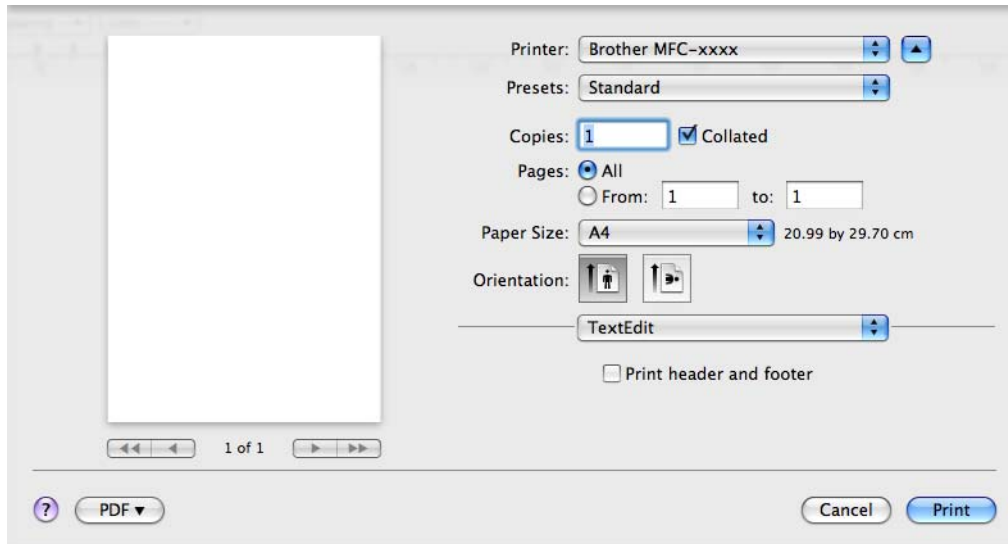 Printer: Brother MFC-xxxx
Presets: Standard
Copies: 1 Collated
Pages: All
From: 1 to: 1
Paper Size: A4 20.99 by 29.70 cm
Orientation:
TextEdit
Print header and footer
1 of 1
? PDF Cancel Print